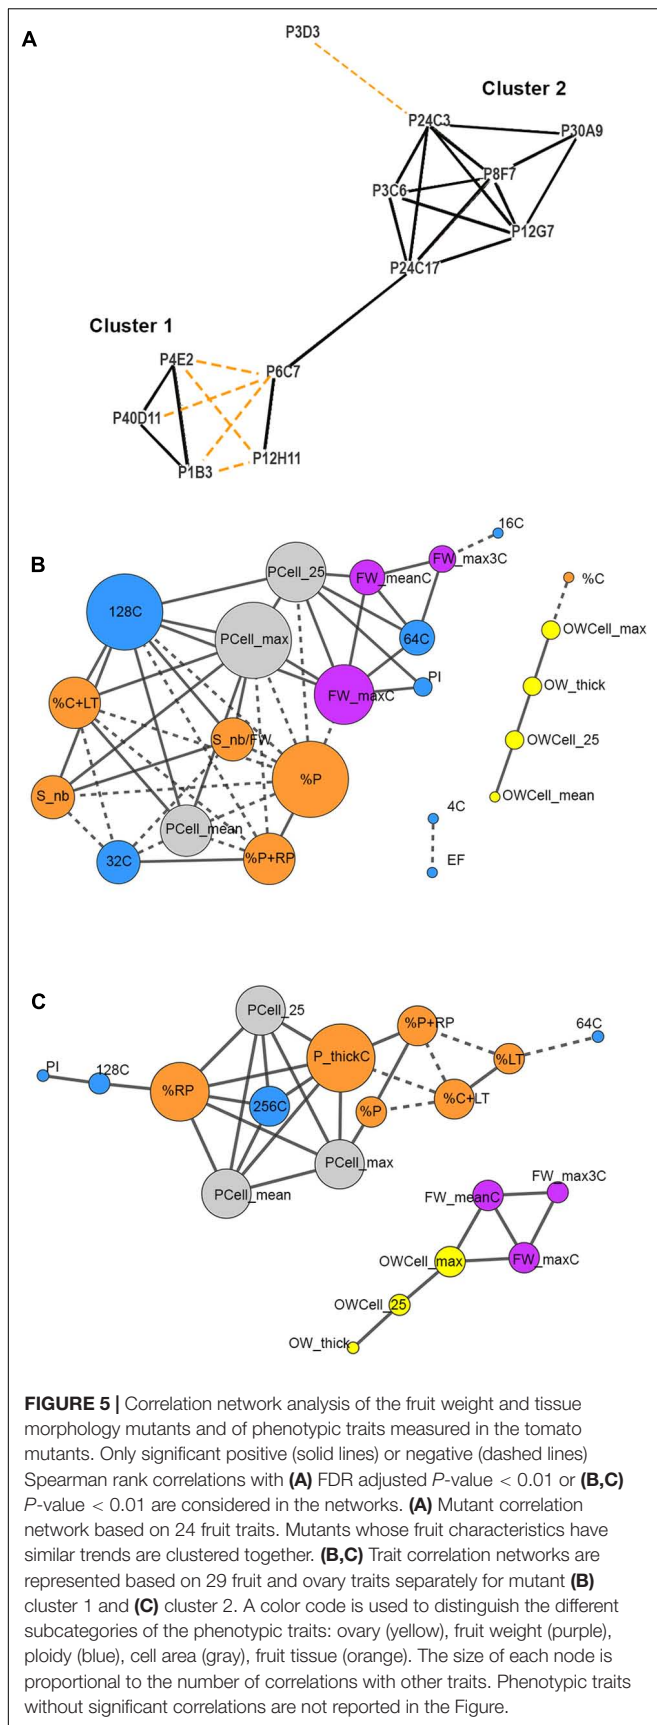 A
P3D3
Cluster 2
P24C3
P30A9
P8F7
P3C6
P12G7
P24C17
Cluster 1
P4E2
P6C7
P40D11
P12H11
P1B3
B
16C
PCell_25
FW_max3C
FW_meanC
%C
128C
OWCell_max
PCell_max
64C
PI
OW_thick
%C+LT
FW_maxC
S_nb/FW
OWCell_25
%P
S_nb
OWCell_mean
4C
PCell_mean
32C
%P+RP
EF
C
PCell_25
%P+RP
64C
P_thickC
PI
128C
%LT
%RP
256C
%P
%C+LT
PCell_max
PCell_mean
FW_max3C
FW_meanC
OWCell_max
FW_maxC
OWCell_25
OW_thick
FIGURE 5 | Correlation network analysis of the fruit weight and tissue
morphology mutants and of phenotypic traits measured in the tomato
mutants. Only significant positive (solid lines) or negative (dashed lines)
Spearman rank correlations with (A) FDR adjusted P-value < 0.01 or (B,C)
P-value < 0.01 are considered in the networks. (A) Mutant correlation
network based on 24 fruit traits. Mutants whose fruit characteristics have
similar trends are clustered together. (B,C) Trait correlation networks are
represented based on 29 fruit and ovary traits separately for mutant (B)
cluster 1 and (C) cluster 2. A color code is used to distinguish the different
subcategories of the phenotypic traits: ovary (yellow), fruit weight (purple),
ploidy (blue), cell area (gray), fruit tissue (orange). The size of each node is
proportional to the number of correlations with other traits. Phenotypic traits
without significant correlations are not reported in the Figure.